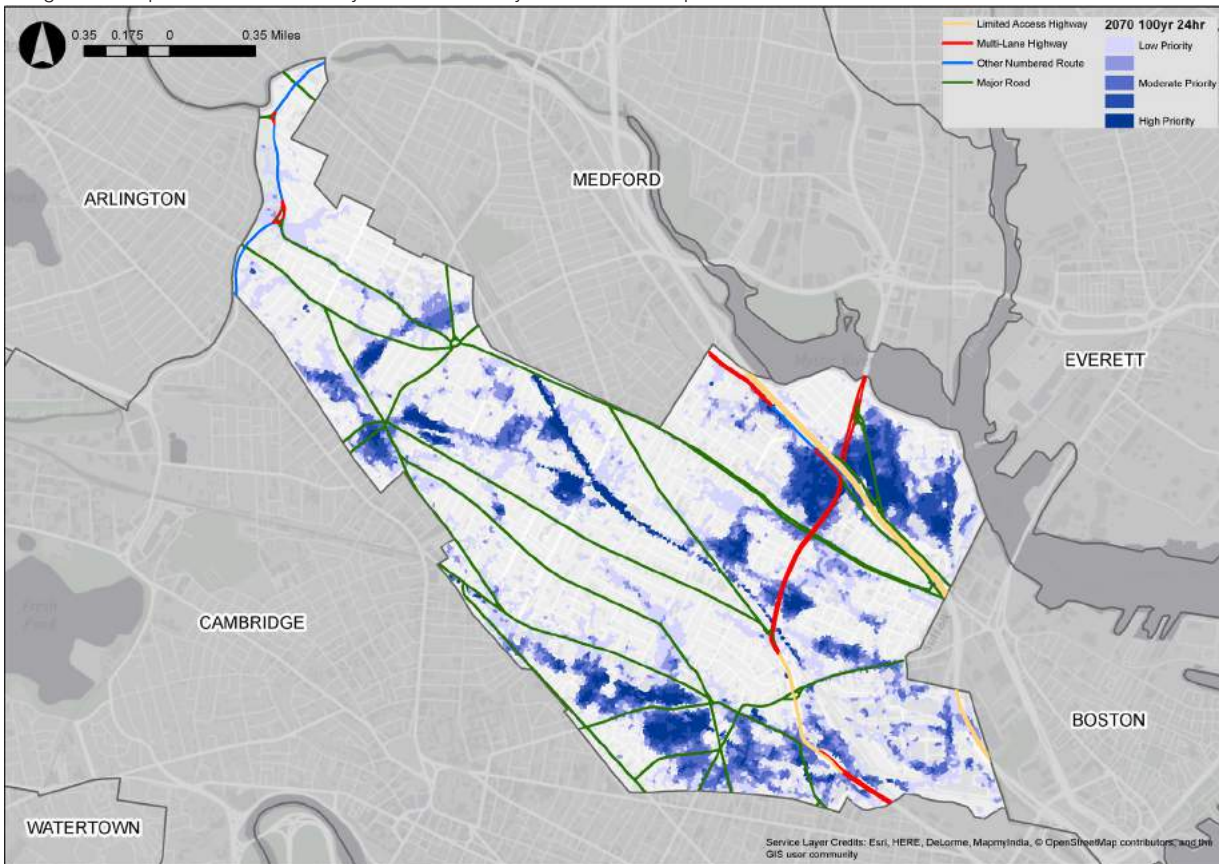 0.35 0.175 0 0.35 Miles
Limited Access Highway
Multi-Lane Highway
Other Numbered Route
Major Road
2070 100yr 24hr
Low Priority
Moderate Priority
High Priority
ARLINGTON
MEDFORD
EVERETT
CAMBRIDGE
BOSTON
WATERTOWN
Service Layer Credits: Esri, HERE, DeLorme, MapmyIndia, © OpenStreetMap contributors, and the
GIS user community